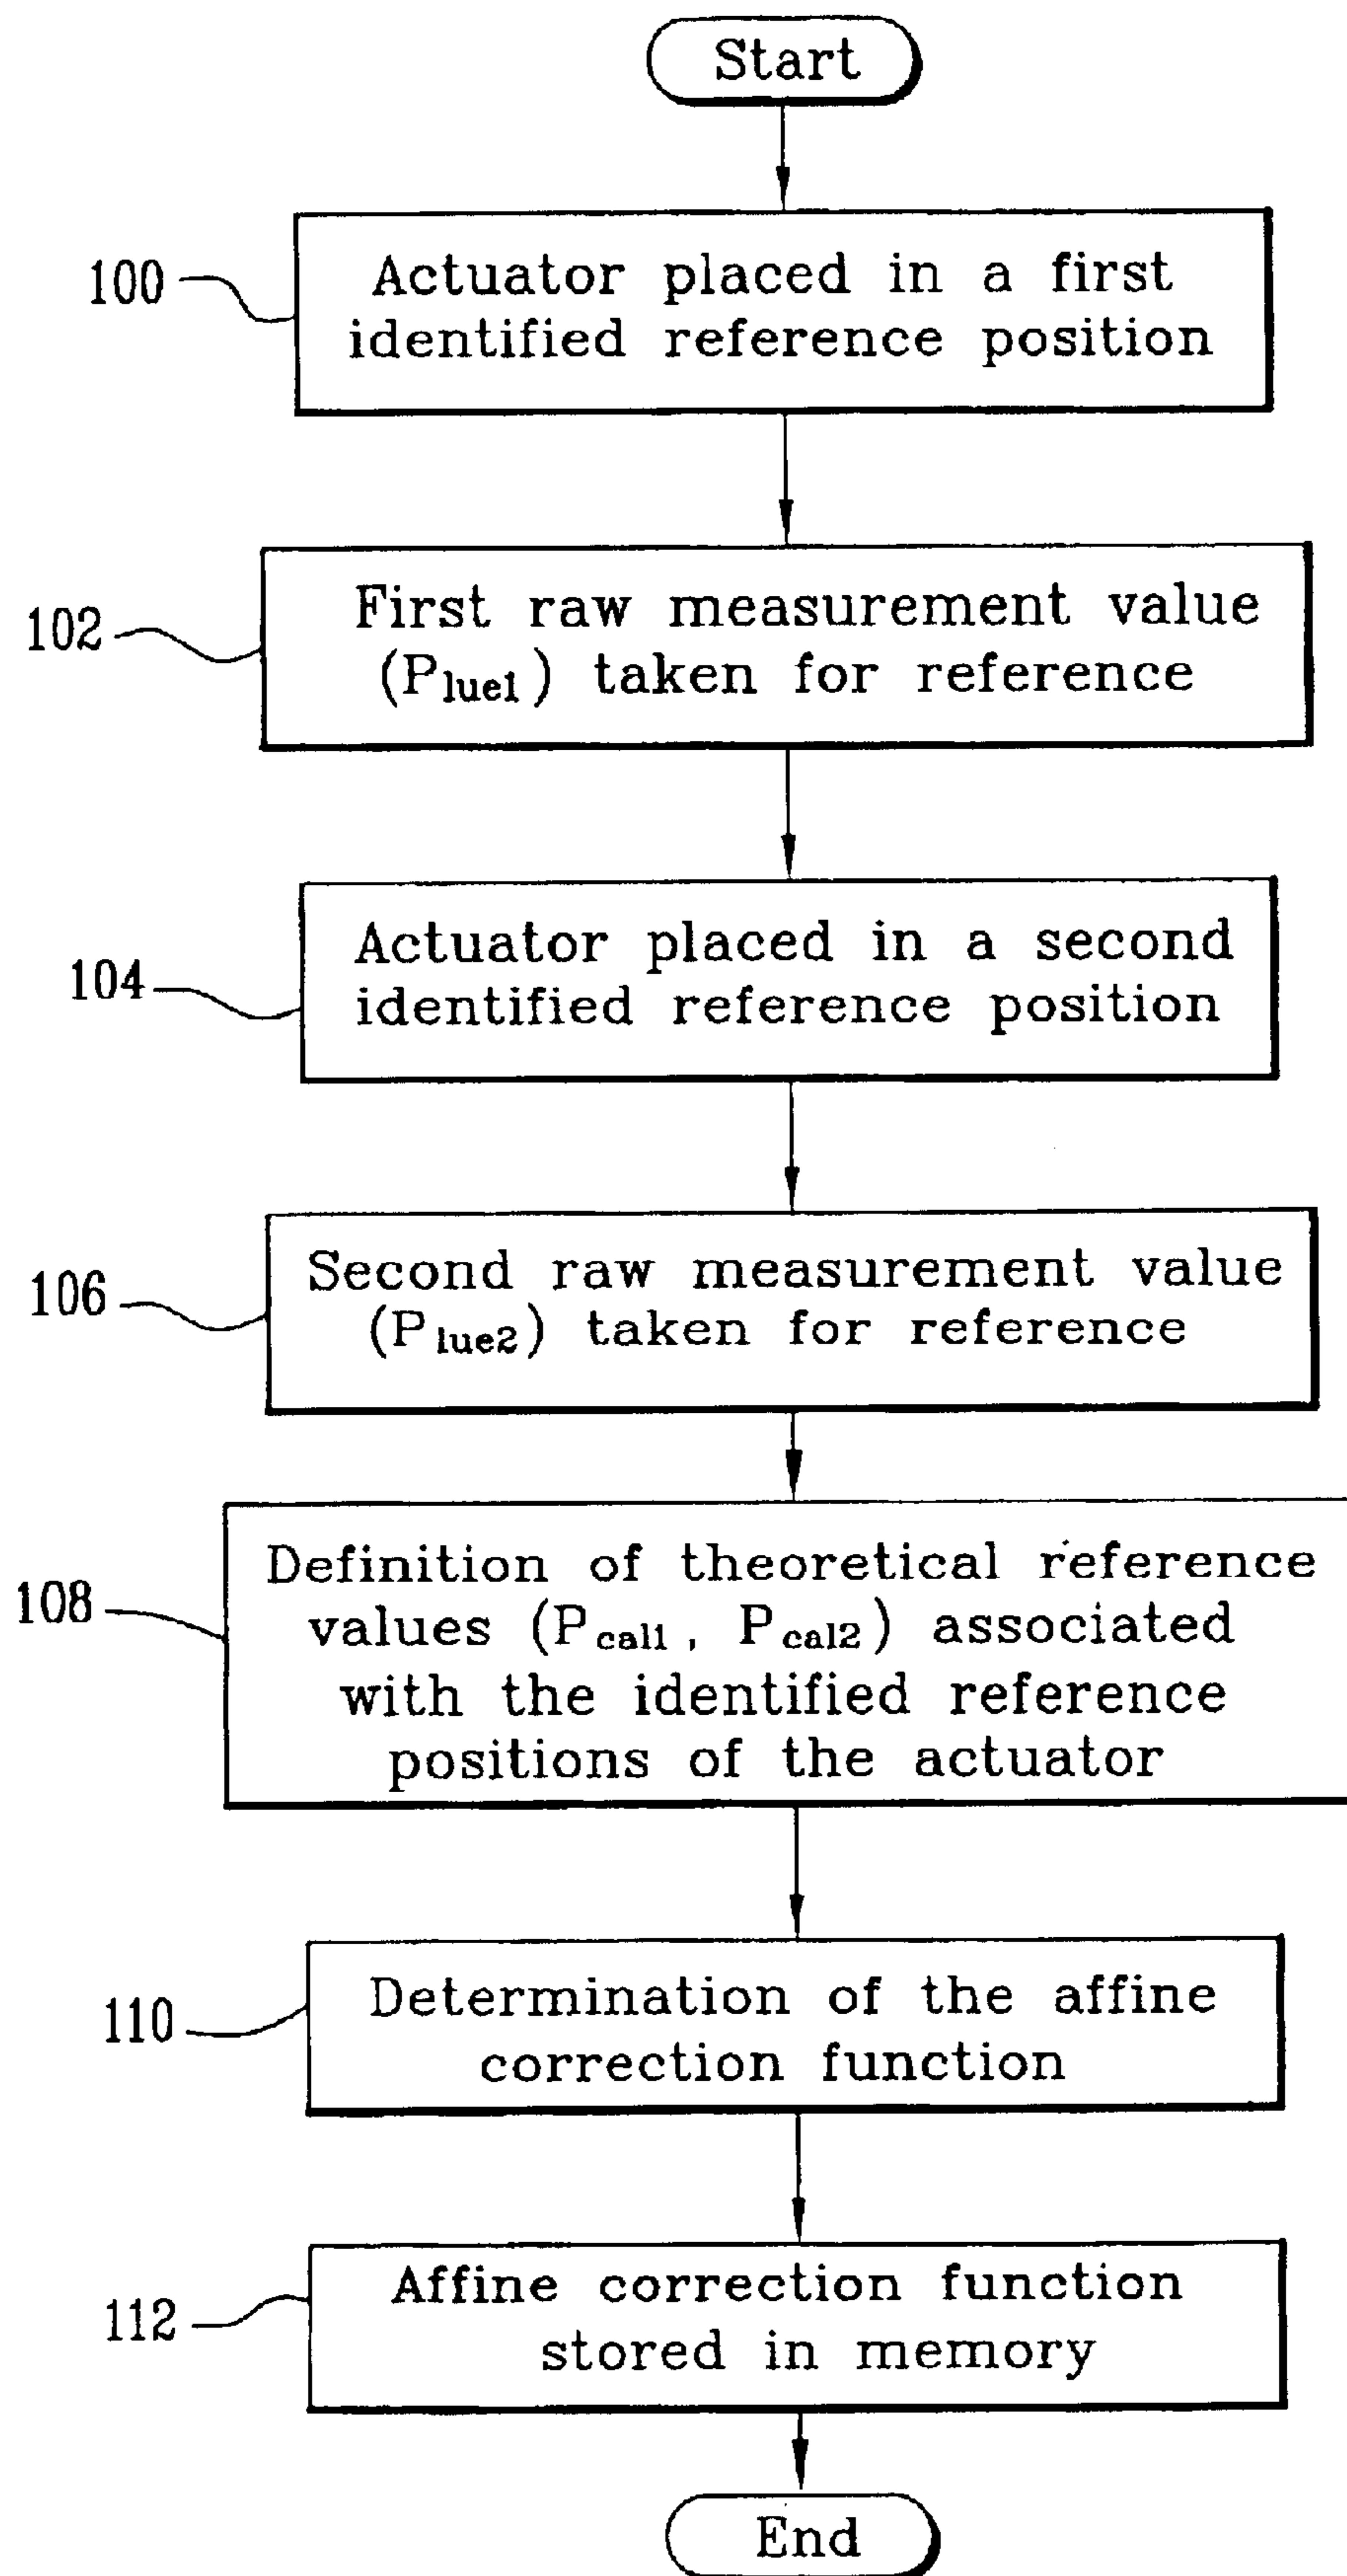 Start
100
Actuator placed in a first
identified reference position
102
First raw measurement value
(Plue1) taken for reference
104
Actuator placed in a second
identified reference position
106
Second raw measurement value
(Plue2) taken for reference
108
Definition of theoretical reference
values (Pcal1, Pcal2) associated
with the identified reference
positions of the actuator
110
Determination of the affine
correction function
112
Affine correction function
stored in memory
End